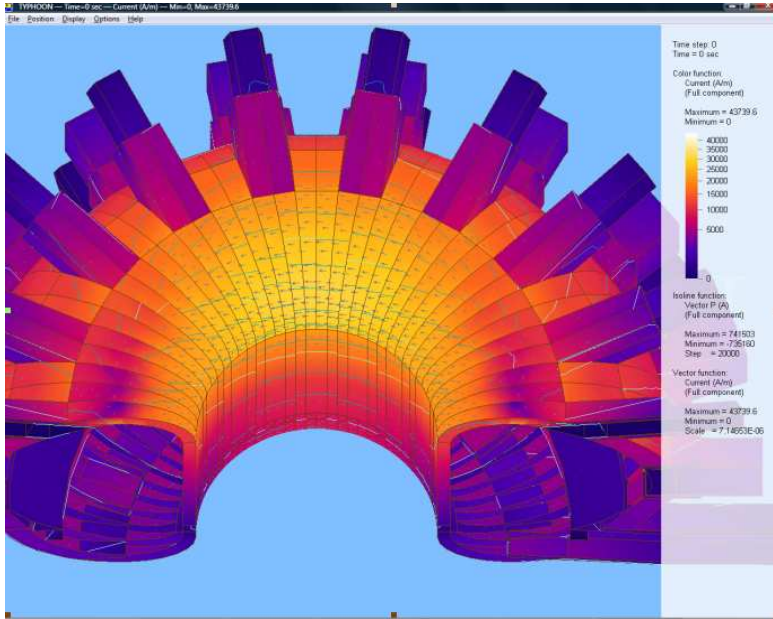 TYPHOON — Time=0 sec — Current (A/m) — Min=0, Max=43739.6
File Position Display Options Help
Time step: 0
Time = 0 sec
Color function:
Current (A/m)
(Full component)
Maximum = 43739.6
Minimum = 0
40000
35000
30000
25000
20000
15000
10000
5000
0
Isoline function:
Vector P (A)
(Full component)
Maximum = 741503
Minimum = -735160
Step = 20000
Vector function:
Current (A/m)
(Full component)
Maximum = 43739.6
Minimum = 0
Scale = 7.14653E-06